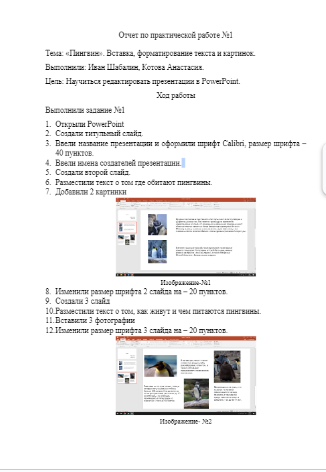 Отчет по практической работе №1
Тема: «Пингвин». Вставка, форматирование текста и картинок.
Выполнили: Иван Шабалин, Котова Анастасия.
Цель: Научиться редактировать презентации в PowerPoint.
Ход работы
Выполнили задание №1
1. Открыли PowerPoint
2. Создали титульный слайд.
3. Ввели название презентации и оформили шрифт Calibri, размер шрифта –
40 пунктов.
4. Ввели имена создателей презентации.
5. Создали второй слайд.
6. Разместили текст о том где обитают пингвины.
7. Добавили 2 картинки
Изображение-№1
8. Изменили размер шрифта 2 слайда на – 20 пунктов.
9. Создали 3 слайд
10.Разместили текст о том, как живут и чем питаются пингвины.
11.Вставили 3 фотографии
12.Изменили размер шрифта 3 слайда на – 20 пунктов.
Изображение- №2